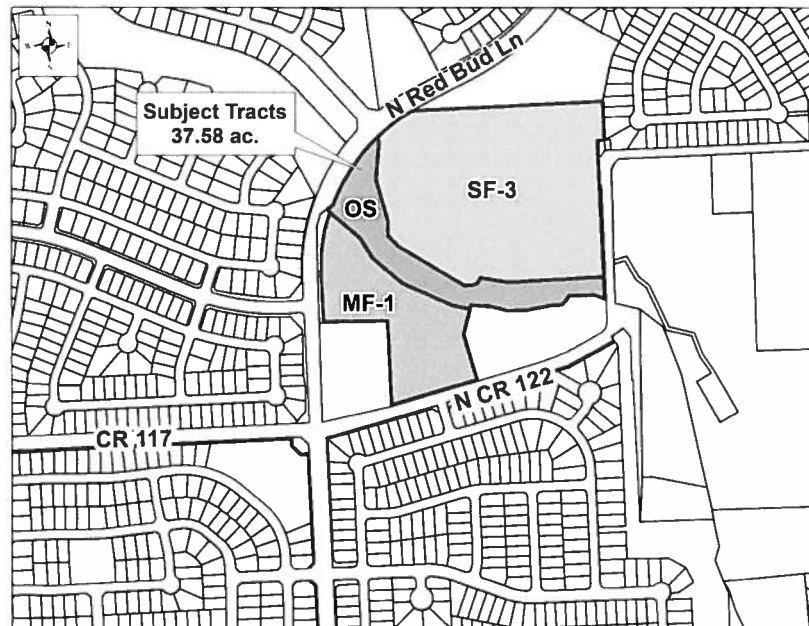 N
W E
S
N Red Bud Ln
Subject Tracts
37.58 ac.
SF-3
OS
MF-1
N CR 122
CR 117